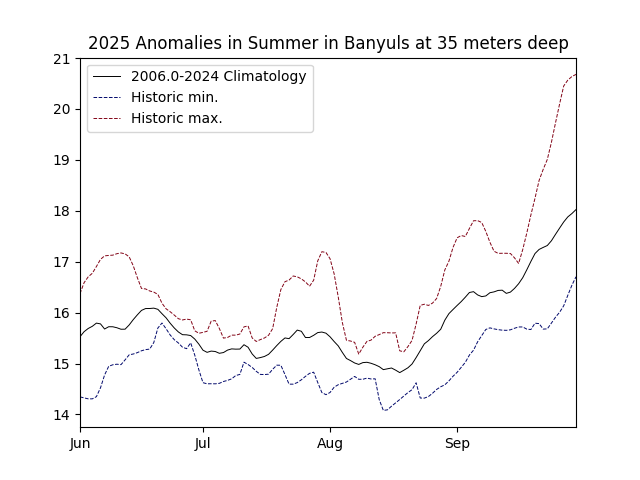 2025 Anomalies in Summer in Banyuls at 35 meters deep
2006.0-2024 Climatology
Historic min.
Historic max.
21
20
19
18
17
16
15
14
Jun
Jul
Aug
Sep